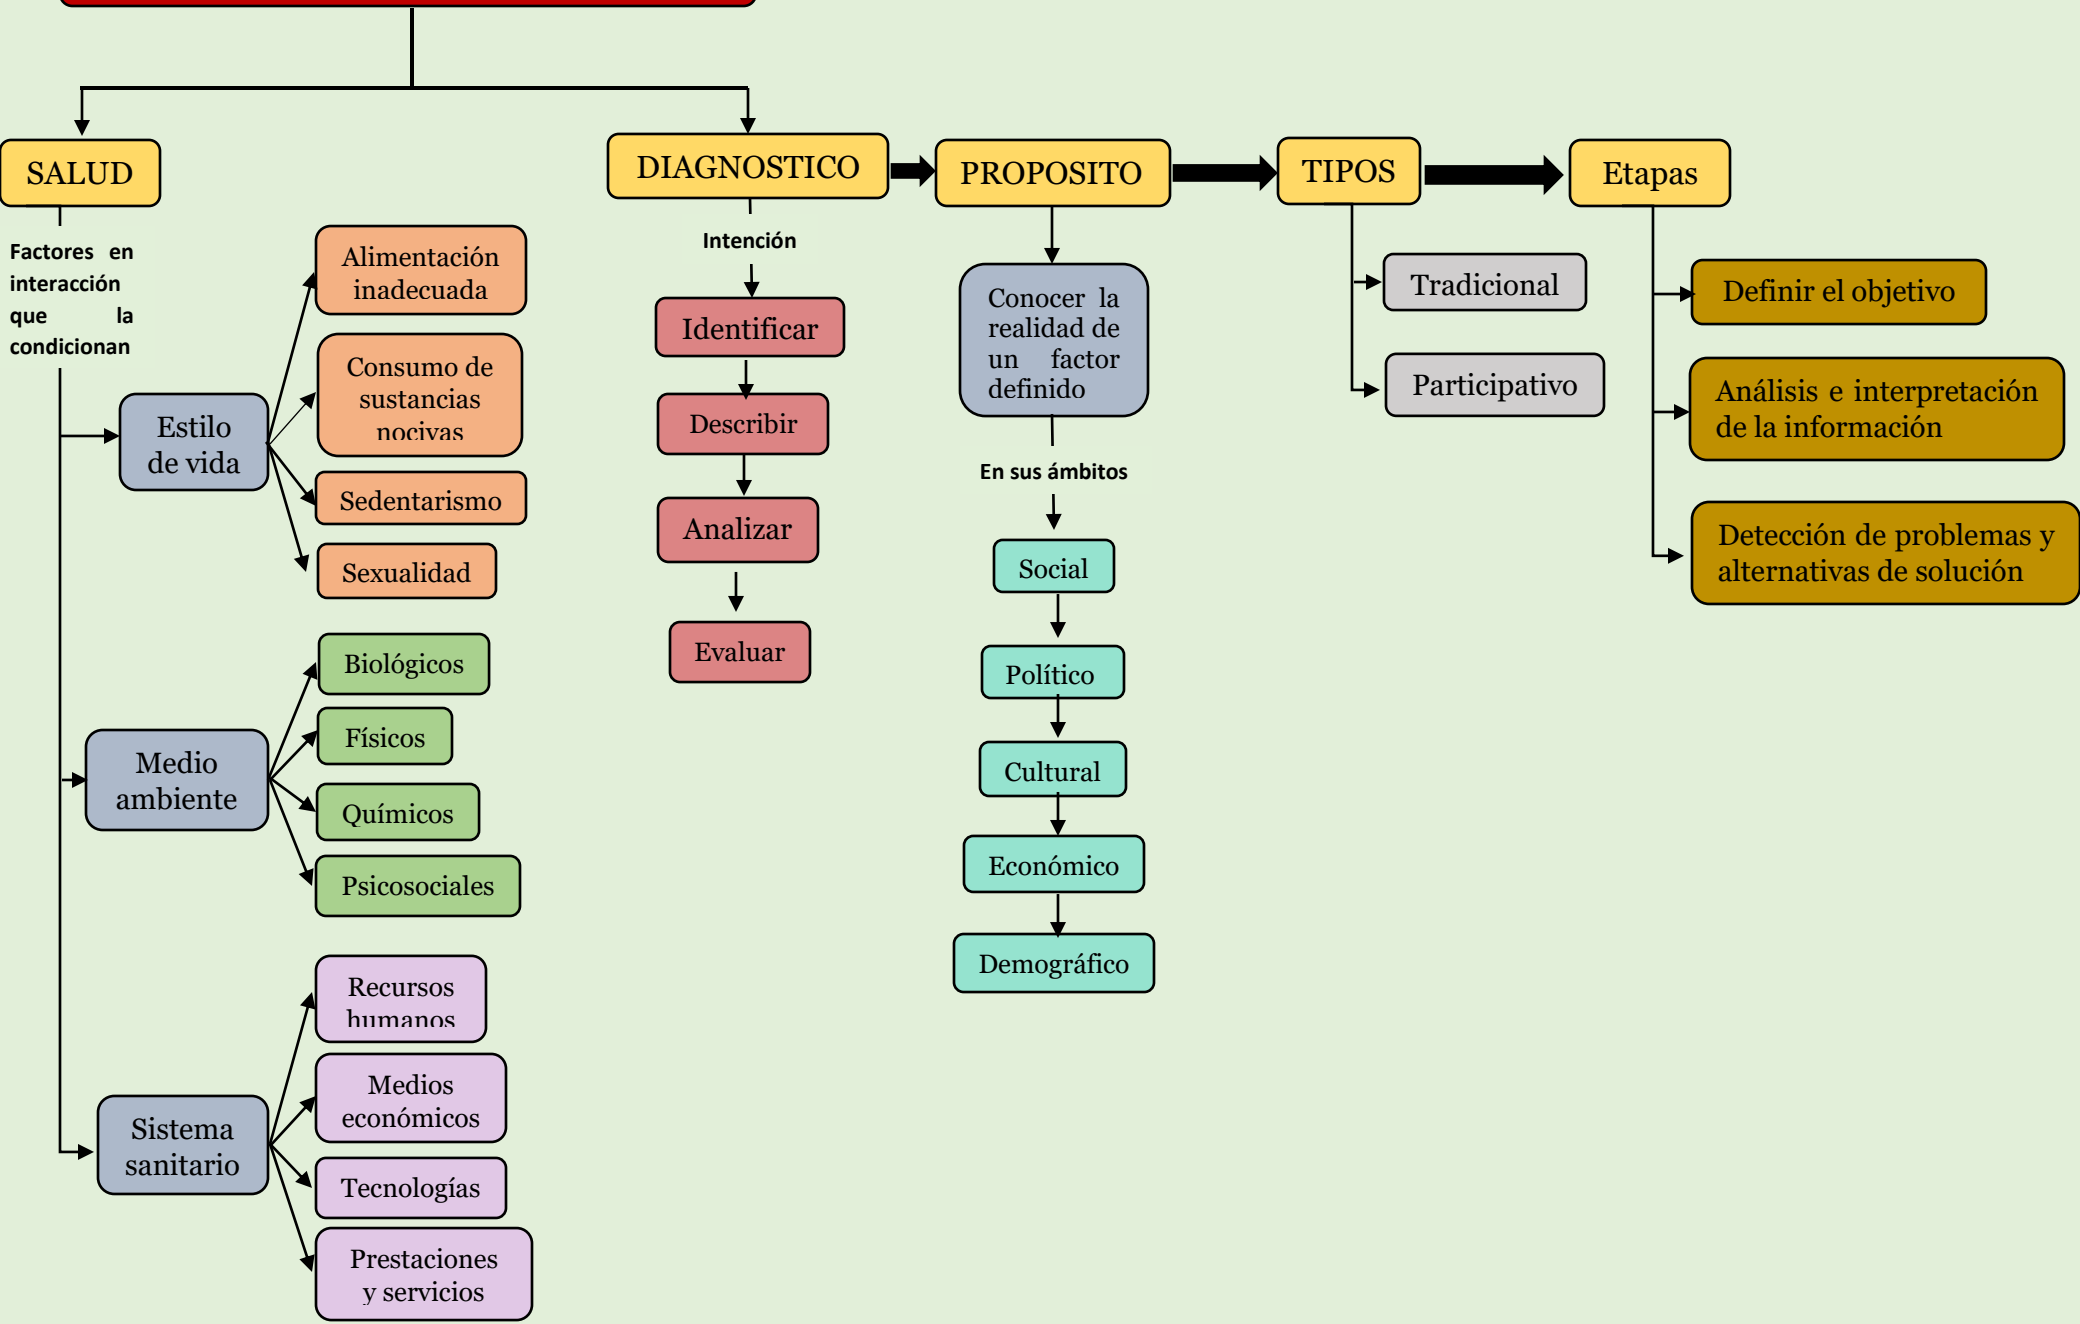 SALUD
DIAGNOSTICO
PROPOSITO
TIPOS
Etapas
Factores en
interacción
que la
condicionan
Estilo
de vida
Alimentación
inadecuada
Consumo de
sustancias
nocivas
Sedentarismo
Sexualidad
Medio
ambiente
Biológicos
Físicos
Químicos
Psicosociales
Sistema
sanitario
Recursos
humanos
Medios
económicos
Tecnologías
Prestaciones
y servicios
Intención
Identificar
Describir
Analizar
Evaluar
Conocer la
realidad de
un factor
definido
En sus ámbitos
Social
Político
Cultural
Económico
Demográfico
Tradicional
Participativo
Definir el objetivo
Análisis e interpretación
de la información
Detección de problemas y
alternativas de solución